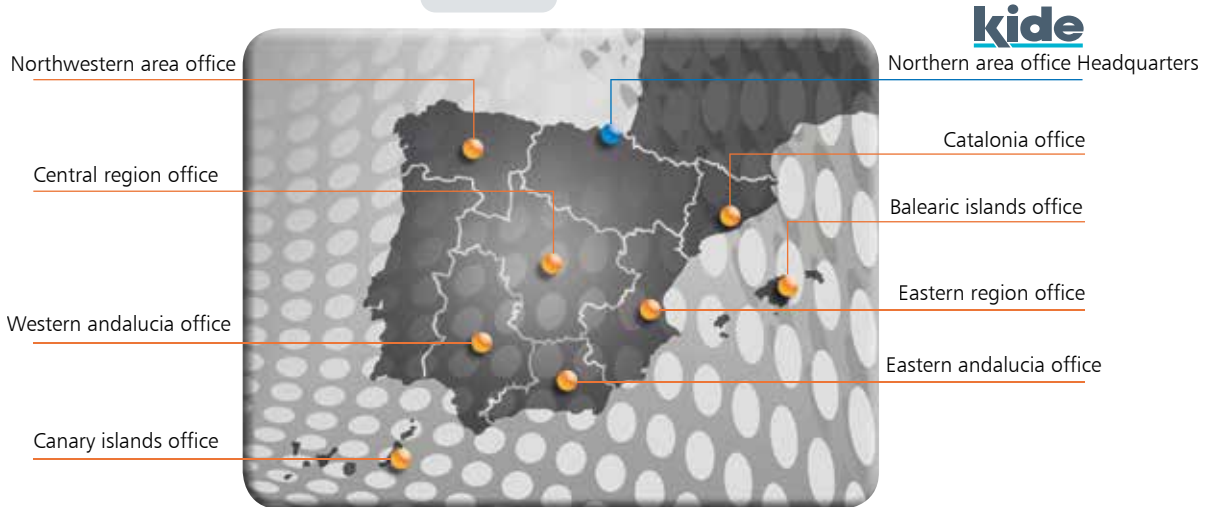 kide
Northwestern area office
Northern area office Headquarters
Catalonia office
Central region office
Balearic islands office
Eastern region office
Western andalucia office
Eastern andalucia office
Canary islands office